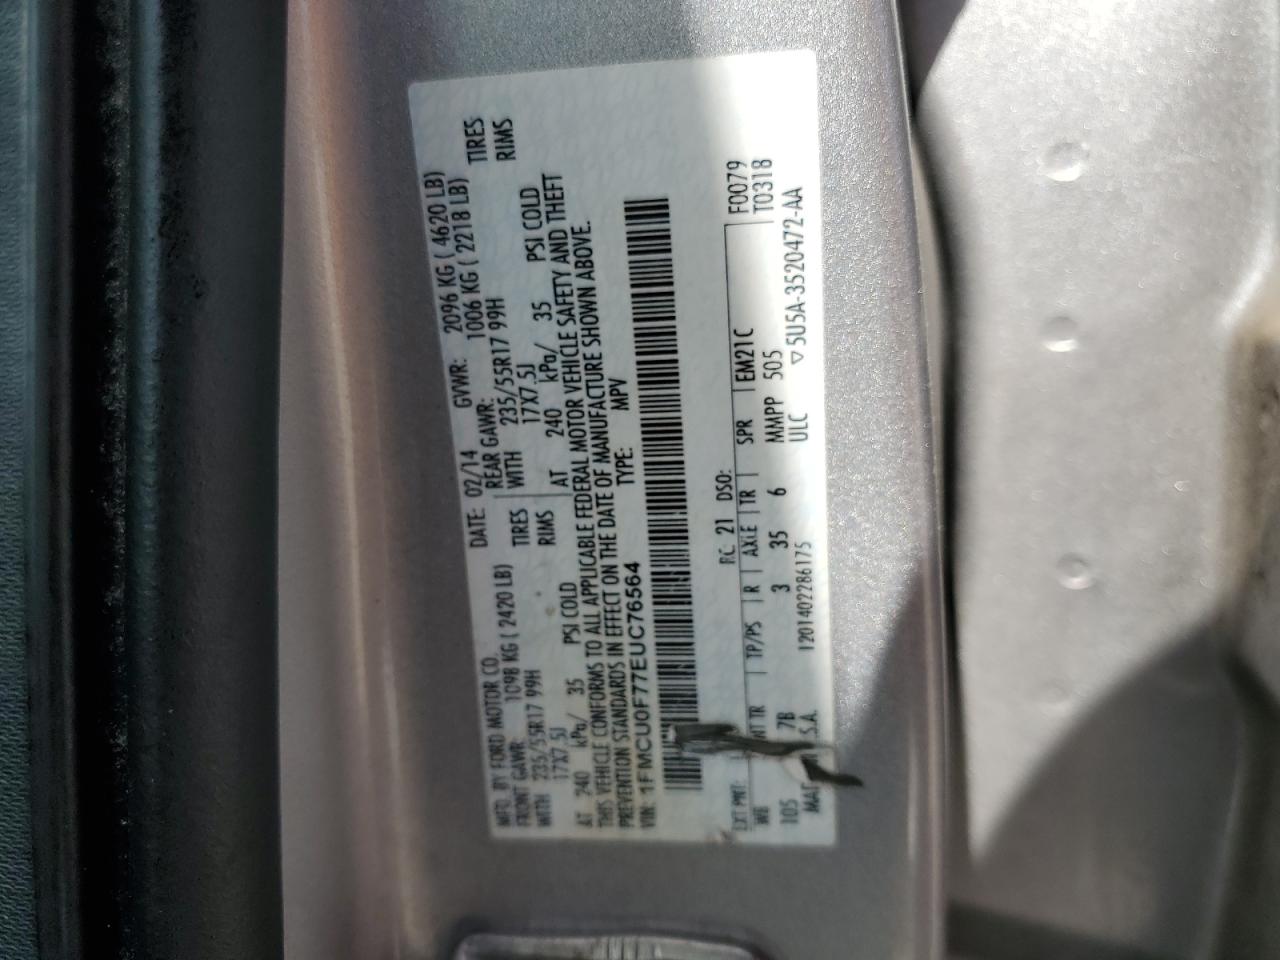 MFD. BY FORD MOTOR CO. DATE: 02/14 GVWR: 2096 KG ( 4620 LB)
FRONT GAWR: 1098 KG ( 2420 LB) REAR GAWR: 1006 KG ( 2218 LB)
WITH 235/55R17 99H TIRES WITH 235/55R17 99H TIRES
17X7.5J RIMS 17X7.5J RIMS
AT 240 kPa/ 35 PSI COLD AT 240 kPa/ 35 PSI COLD
THIS VEHICLE CONFORMS TO ALL APPLICABLE FEDERAL MOTOR VEHICLE SAFETY AND THEFT
PREVENTION STANDARDS IN EFFECT ON THE DATE OF MANUFACTURE SHOWN ABOVE.
VIN: 1FMCU0F77EUC76564 TYPE: MPV
EXT PNT: RC: 21 DSO: F0079
WB INT TR TP/PS R AXLE TR SPR EM21C T0318
105 7B 3 35 6 MMPP 505
1201402286175 ULC ▽5U5A-3520472-AA